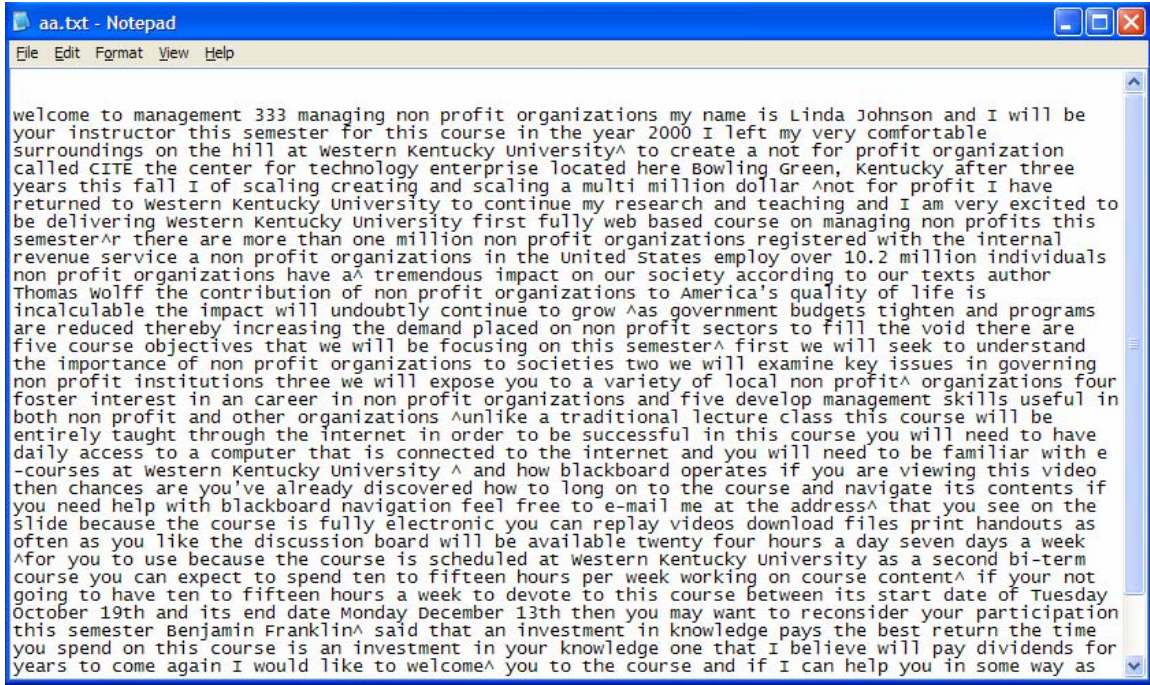 aa.txt - Notepad
File Edit Format View Help
welcome to management 333 managing non profit organizations my name is Linda Johnson and I will be
your instructor this semester for this course in the year 2000 I left my very comfortable
surroundings on the hill at Western Kentucky University^ to create a not for profit organization
called CITE the center for technology enterprise located here Bowling Green, Kentucky after three
years this fall I of scaling creating and scaling a multi million dollar ^not for profit I have
returned to Western Kentucky University to continue my research and teaching and I am very excited to
be delivering Western Kentucky University first fully web based course on managing non profits this
semester^r there are more than one million non profit organizations registered with the internal
revenue service a non profit organizations in the United States employ over 10.2 million individuals
non profit organizations have a^ tremendous impact on our society according to our texts author
Thomas Wolff the contribution of non profit organizations to America's quality of life is
incalculable the impact will undoubtly continue to grow ^as government budgets tighten and programs
are reduced thereby increasing the demand placed on non profit sectors to fill the void there are
five course objectives that we will be focusing on this semester^ first we will seek to understand
the importance of non profit organizations to societies two we will examine key issues in governing
non profit institutions three we will expose you to a variety of local non profit^ organizations four
foster interest in an career in non profit organizations and five develop management skills useful in
both non profit and other organizations ^unlike a traditional lecture class this course will be
entirely taught through the internet in order to be successful in this course you will need to have
daily access to a computer that is connected to the internet and you will need to be familiar with e
-courses at Western Kentucky University ^ and how blackboard operates if you are viewing this video
then chances are you've already discovered how to long on to the course and navigate its contents if
you need help with blackboard navigation feel free to e-mail me at the address^ that you see on the
slide because the course is fully electronic you can replay videos download files print handouts as
often as you like the discussion board will be available twenty four hours a day seven days a week
^for you to use because the course is scheduled at Western Kentucky University as a second bi-term
course you can expect to spend ten to fifteen hours per week working on course content^ if your not
going to have ten to fifteen hours a week to devote to this course between its start date of Tuesday
October 19th and its end date Monday December 13th then you may want to reconsider your participation
this semester Benjamin Franklin^ said that an investment in knowledge pays the best return the time
you spend on this course is an investment in your knowledge one that I believe will pay dividends for
years to come again I would like to welcome^ you to the course and if I can help you in some way as